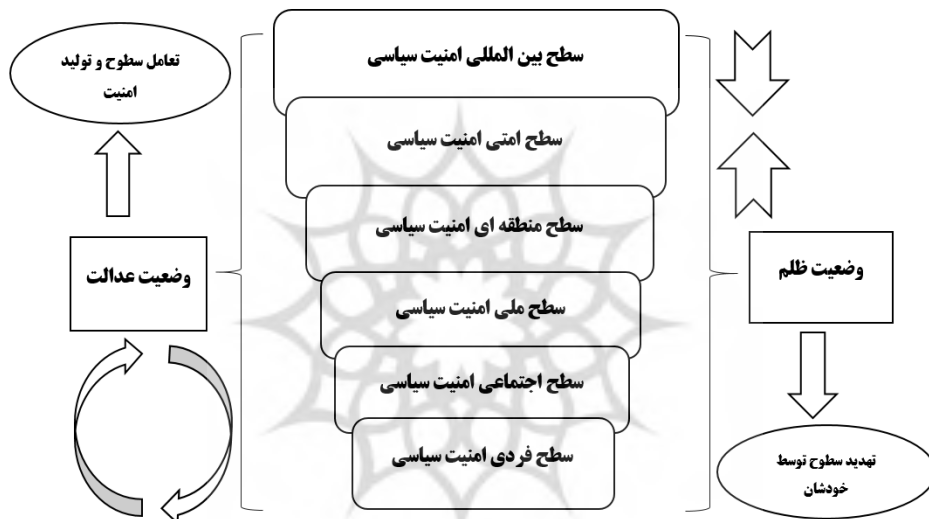 سطح بین المللی امنیت سیاسی
سطح امتی امنیت سیاسی
سطح منطقه ای امنیت سیاسی
سطح ملی امنیت سیاسی
سطح اجتماعی امنیت سیاسی
سطح فردی امنیت سیاسی
وضعیت ظلم
تهدید سطوح توسط
خودشان
تعامل سطوح و تولید
امنیت
وضعیت عدالت